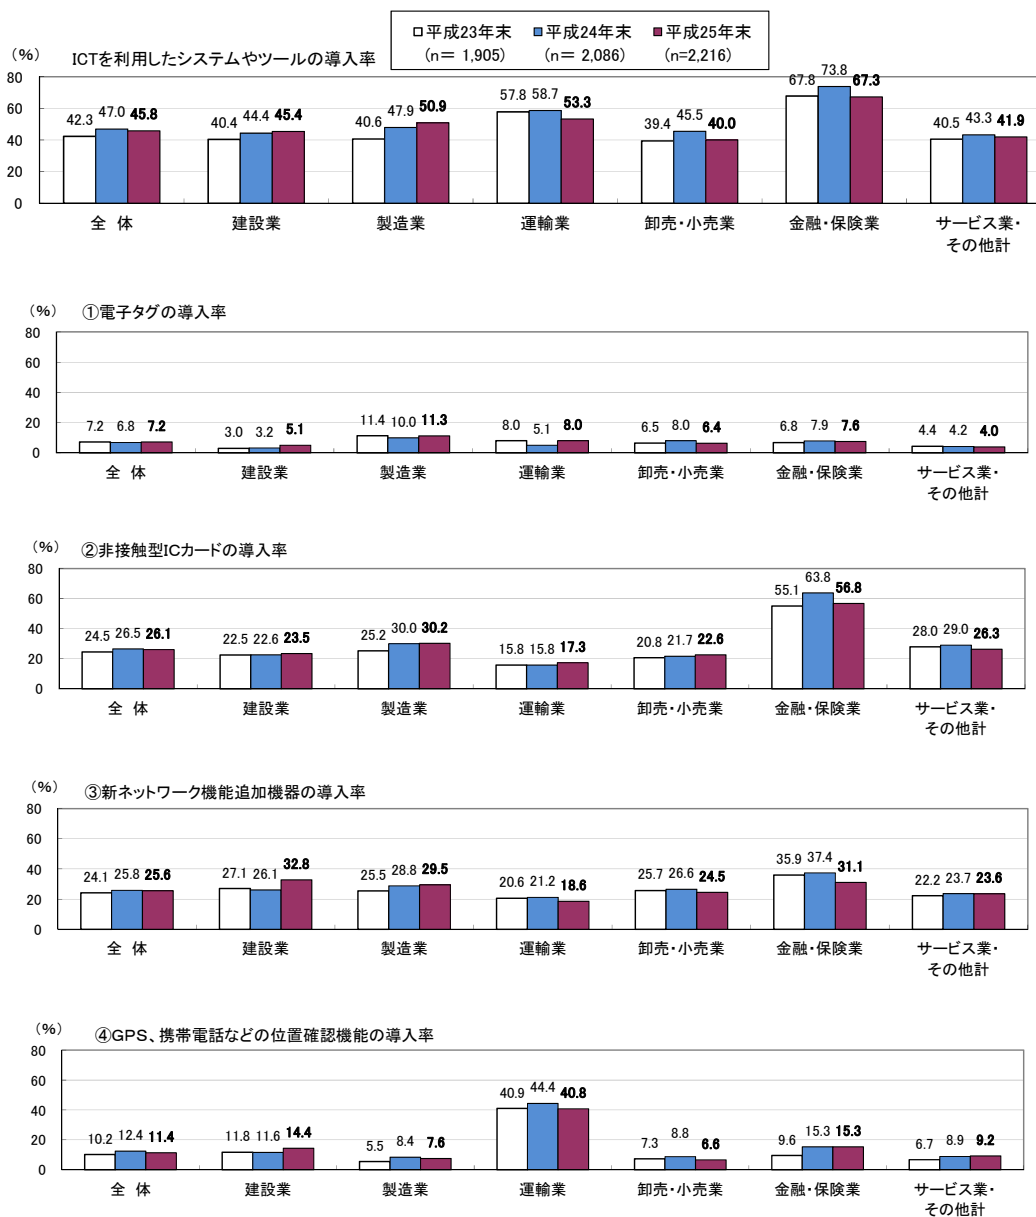 □平成23年末 ■平成24年末 ■平成25年末
(n= 1,905) (n= 2,086) (n=2,216)
(%) ICTを利用したシステムやツールの導入率
80
60
40
20
0
42.3 47.0 45.8 40.4 44.4 45.4 40.6 47.9 50.9 57.8 58.7 53.3 39.4 45.5 40.0 67.8 73.8 67.3 40.5 43.3 41.9
全 体 建設業 製造業 運輸業 卸売・小売業 金融・保険業 サービス業・
その他計
(%) ①電子タグの導入率
80
60
40
20
0
7.2 6.8 7.2 3.0 3.2 5.1 11.4 10.0 11.3 8.0 5.1 8.0 6.5 8.0 6.4 6.8 7.9 7.6 4.4 4.2 4.0
全 体 建設業 製造業 運輸業 卸売・小売業 金融・保険業 サービス業・
その他計
(%) ②非接触型ICカードの導入率
80
60
40
20
0
24.5 26.5 26.1 22.5 22.6 23.5 25.2 30.0 30.2 15.8 15.8 17.3 20.8 21.7 22.6 55.1 63.8 56.8 28.0 29.0 26.3
全 体 建設業 製造業 運輸業 卸売・小売業 金融・保険業 サービス業・
その他計
(%) ③新ネットワーク機能追加機器の導入率
80
60
40
20
0
24.1 25.8 25.6 27.1 26.1 32.8 25.5 28.8 29.5 20.6 21.2 18.6 25.7 26.6 24.5 35.9 37.4 31.1 22.2 23.7 23.6
全 体 建設業 製造業 運輸業 卸売・小売業 金融・保険業 サービス業・
その他計
(%) ④GPS、携帯電話などの位置確認機能の導入率
80
60
40
20
0
10.2 12.4 11.4 11.8 11.6 14.4 5.5 8.4 7.6 40.9 44.4 40.8 7.3 8.8 6.6 9.6 15.3 15.3 6.7 8.9 9.2
全 体 建設業 製造業 運輸業 卸売・小売業 金融・保険業 サービス業・
その他計